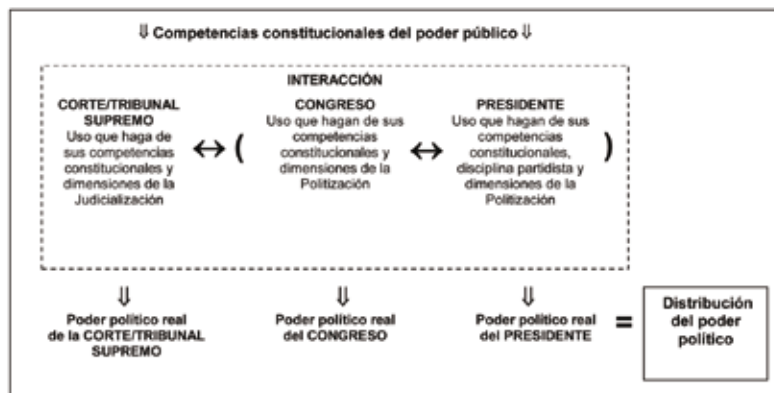 ⇓ Competencias constitucionales del poder público ⇓
INTERACCIÓN
CORTE/TRIBUNAL
SUPREMO
Uso que haga de
sus competencias
constitucionales y
dimensiones de la
Judicialización
↔ (
CONGRESO
Uso que hagan de sus
competencias
constitucionales y
dimensiones de la
Politización
↔
PRESIDENTE
Uso que hagan de sus
competencias
constitucionales,
disciplina partidista y
dimensiones de la
Politización
)
⇓ ⇓ ⇓
Poder político real
de la CORTE/TRIBUNAL
SUPREMO
Poder político real
del CONGRESO
Poder político real
del PRESIDENTE
=
Distribución
del poder
político